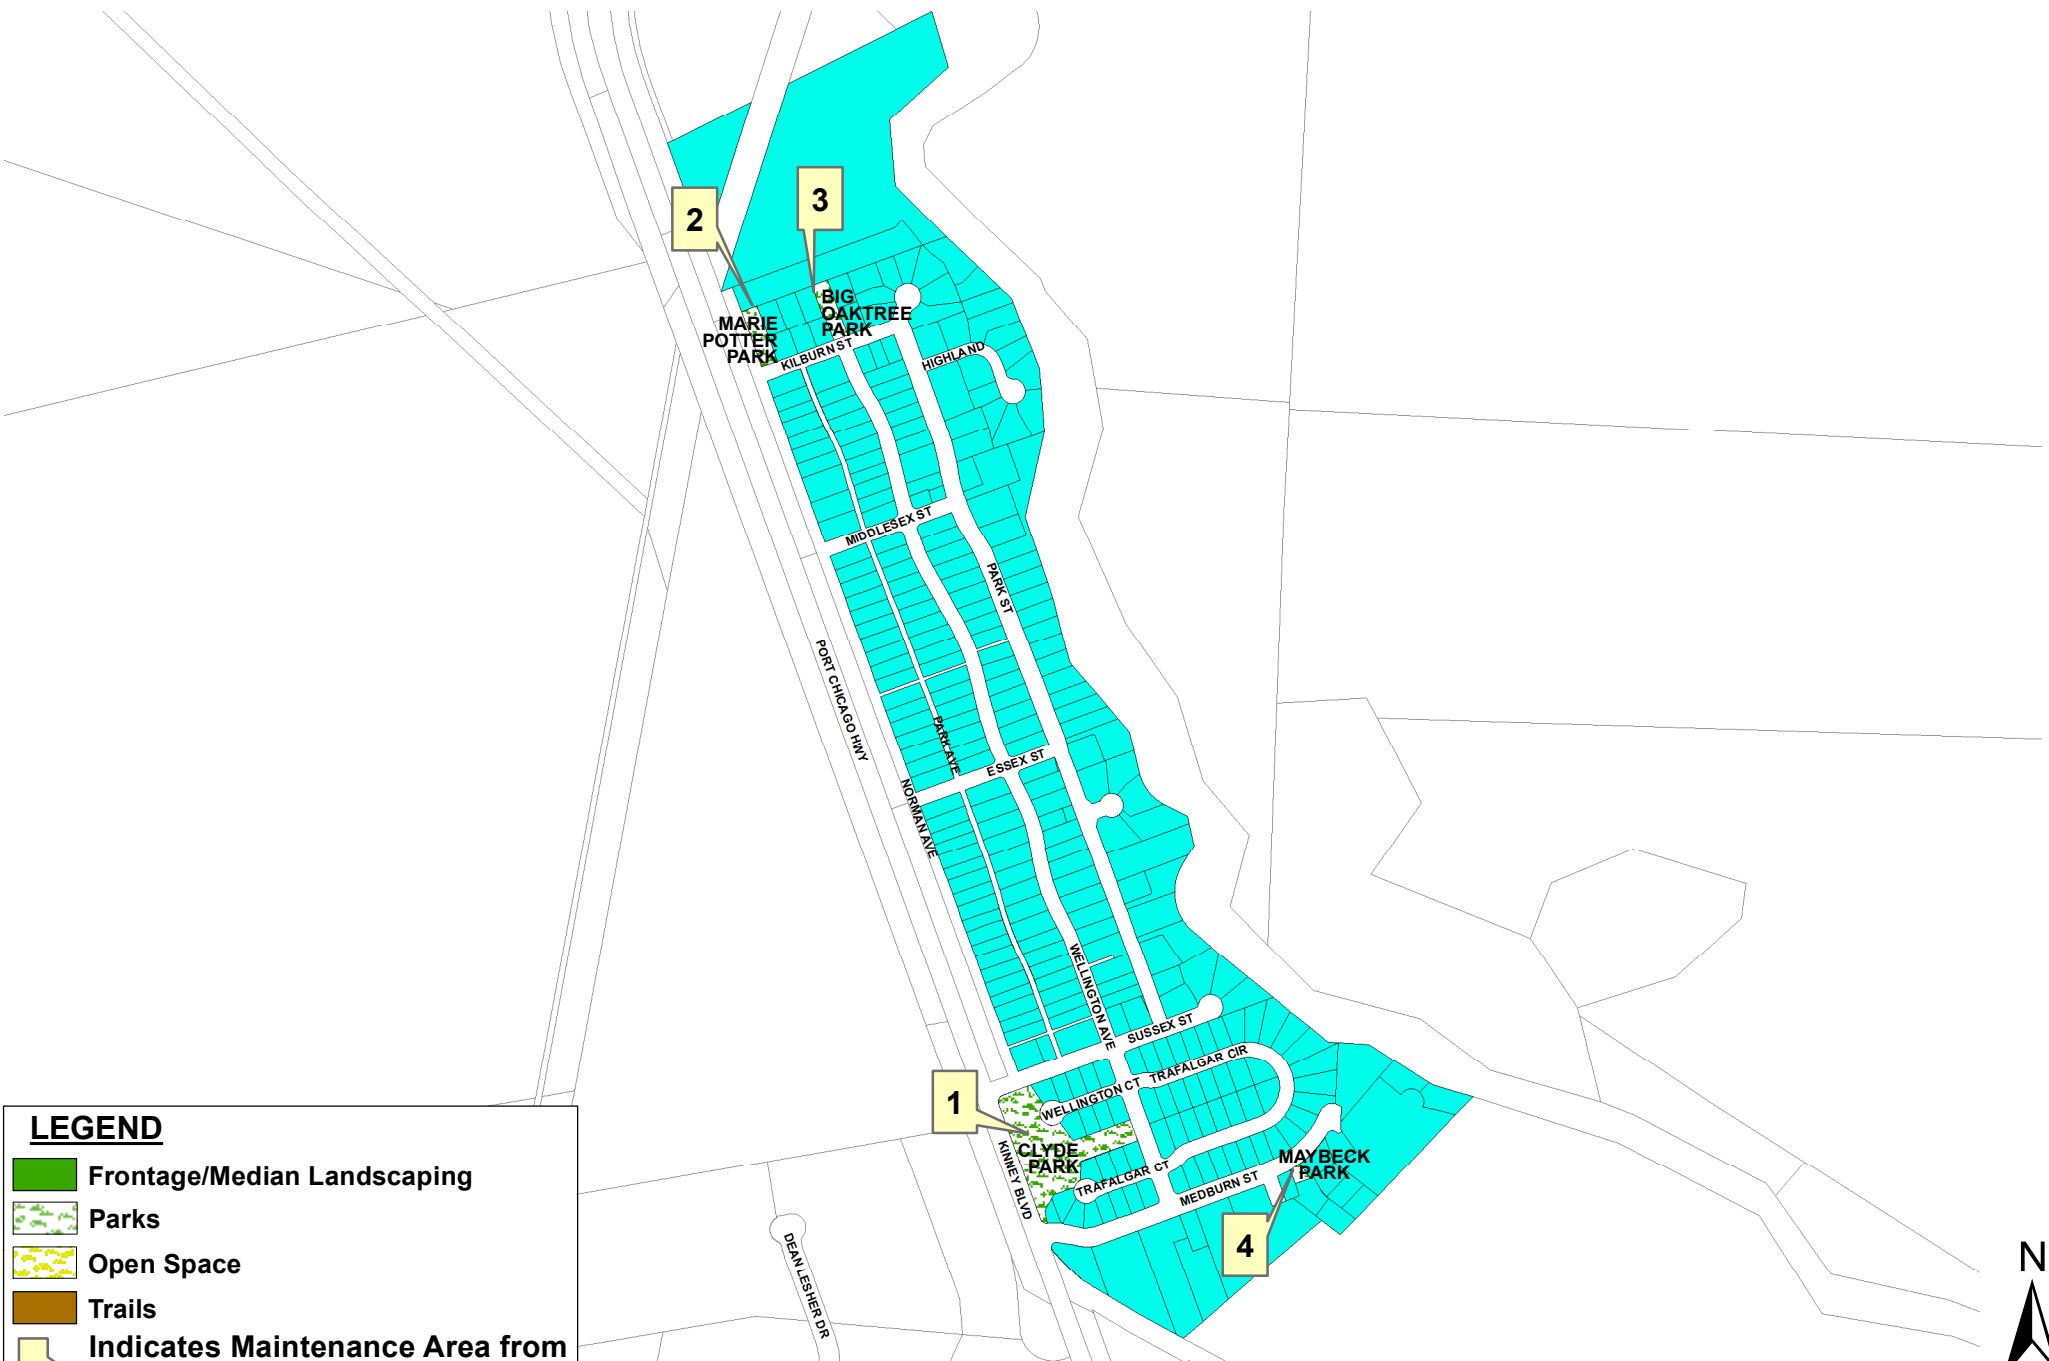 2
3
MARIE
POTTER
PARK
BIG
OAKTREE
PARK
KILBURN ST
HIGHLAND
MIDDLESEX ST
PARK ST
PORT CHICAGO HWY
PARK AVE
ESSEX ST
NORMAN AVE
WELLINGTON AVE
SUSSEX ST
TRAFALGAR CIR
WELLINGTON CT
1
CLYDE
PARK
KINNEY BLVD
TRAFALGAR CT
MEDBURN ST
MAYBECK
PARK
4
DEAN LESHER DR
N
LEGEND
Frontage/Median Landscaping
Parks
Open Space
Trails
Indicates Maintenance Area from